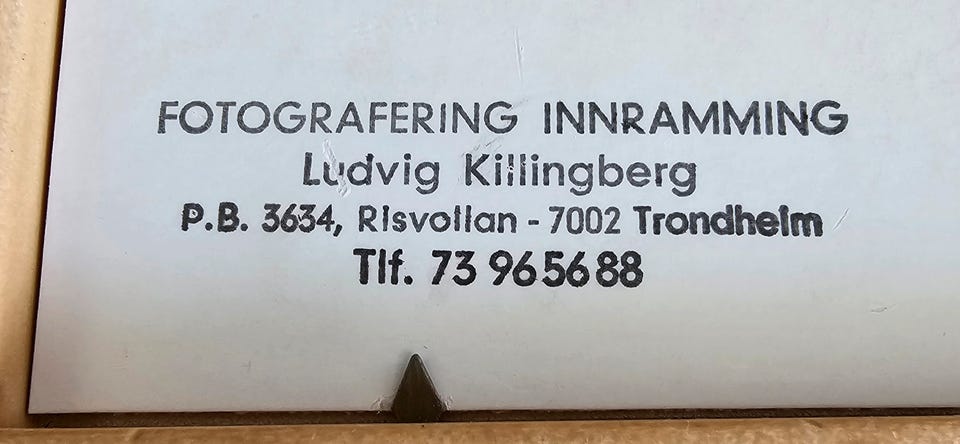 FOTOGRAFERING INNRAMMING
Ludvig Killingberg
P.B. 3634, Risvollan - 7002 Trondheim
Tlf. 73 96 56 88